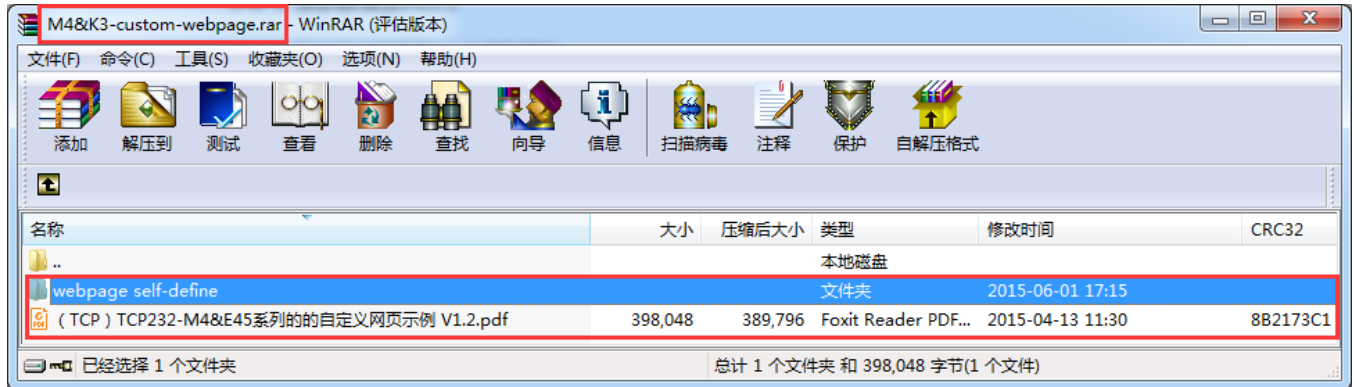 M4&K3-custom-webpage.rar - WinRAR (评估版本)
文件(F) 命令(C) 工具(S) 收藏夹(O) 选项(N) 帮助(H)
添加 解压到 测试 查看 删除 查找 向导 信息 扫描病毒 注释 保护 自解压格式
名称 大小 压缩后大小 类型 修改时间 CRC32
.. 本地磁盘
webpage self-define 文件夹 2015-06-01 17:15
（TCP）TCP232-M4&E45系列的的自定义网页示例 V1.2.pdf 398,048 389,796 Foxit Reader PDF... 2015-04-13 11:30 8B2173C1
已经选择 1 个文件夹 总计 1 个文件夹 和 398,048 字节(1 个文件)